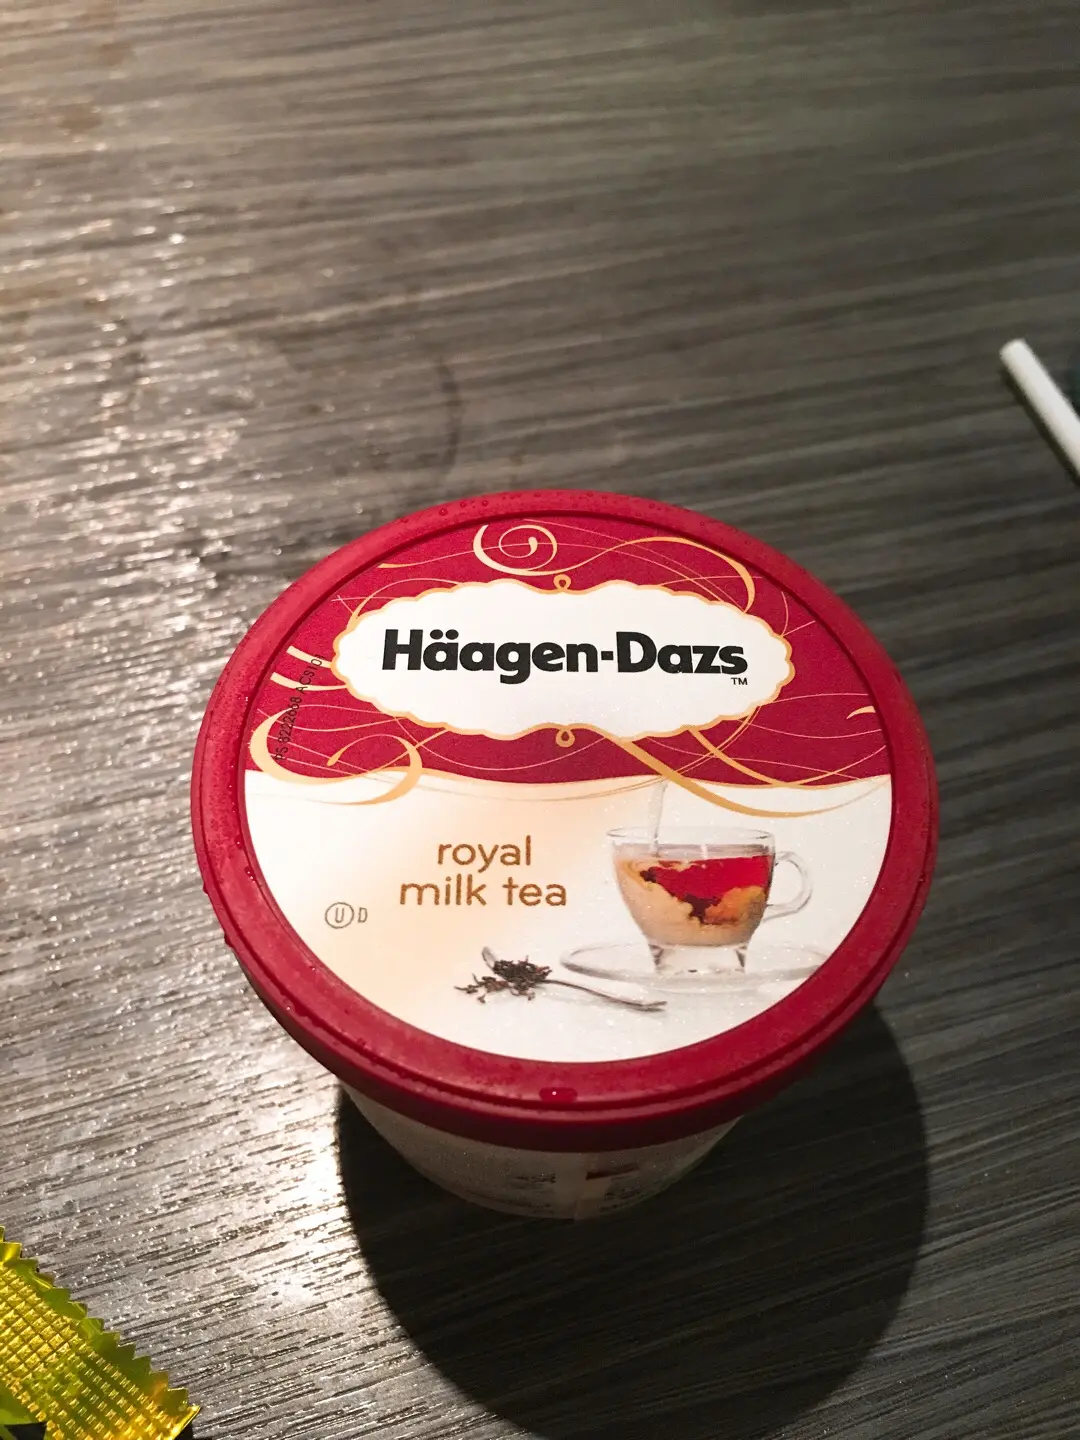 Häagen-Dazs
TM
royal
milk tea
U D